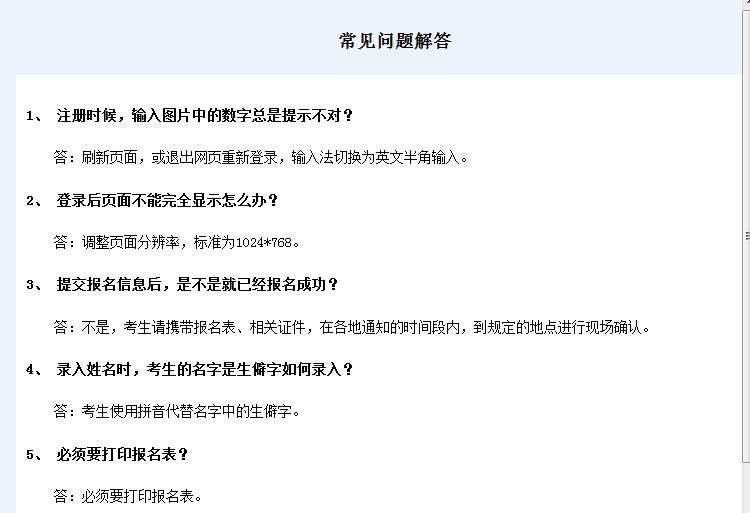 常见问题解答
1、 注册时候，输入图片中的数字总是提示不对？
答：刷新页面，或退出网页重新登录，输入法切换为英文半角输入。
2、 登录后页面不能完全显示怎么办？
答：调整页面分辨率，标准为1024*768。
3、 提交报名信息后，是不是就已经报名成功？
答：不是，考生请携带报名表、相关证件，在各地通知的时间段内，到规定的地点进行现场确认。
4、 录入姓名时，考生的名字是生僻字如何录入？
答：考生使用拼音代替名字中的生僻字。
5、 必须要打印报名表？
答：必须要打印报名表。